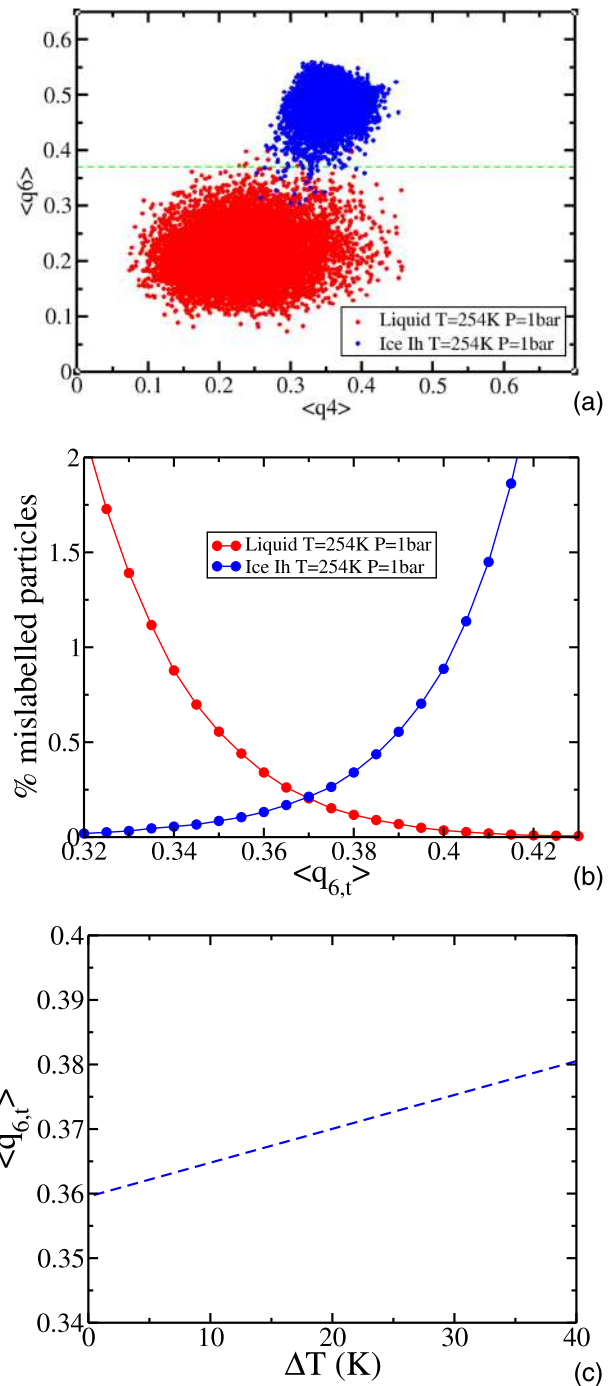 0.6
0.5
0.4
<q6>
0.3
0.2
0.1
0
Liquid T=254K P=1bar
Ice Ih T=254K P=1bar
0 0.1 0.2 0.3 0.4 0.5 0.6
<q4>
(a)
2
1.5
1
0.5
0
% mislabelled particles
Liquid T=254K P=1bar
Ice Ih T=254K P=1bar
0.32 0.34 0.36 0.38 0.4 0.42
<q6,t>
(b)
0.4
0.39
0.38
0.37
<q6,t>
0.36
0.35
0.34
0 10 20 30 40
ΔT (K)
(c)